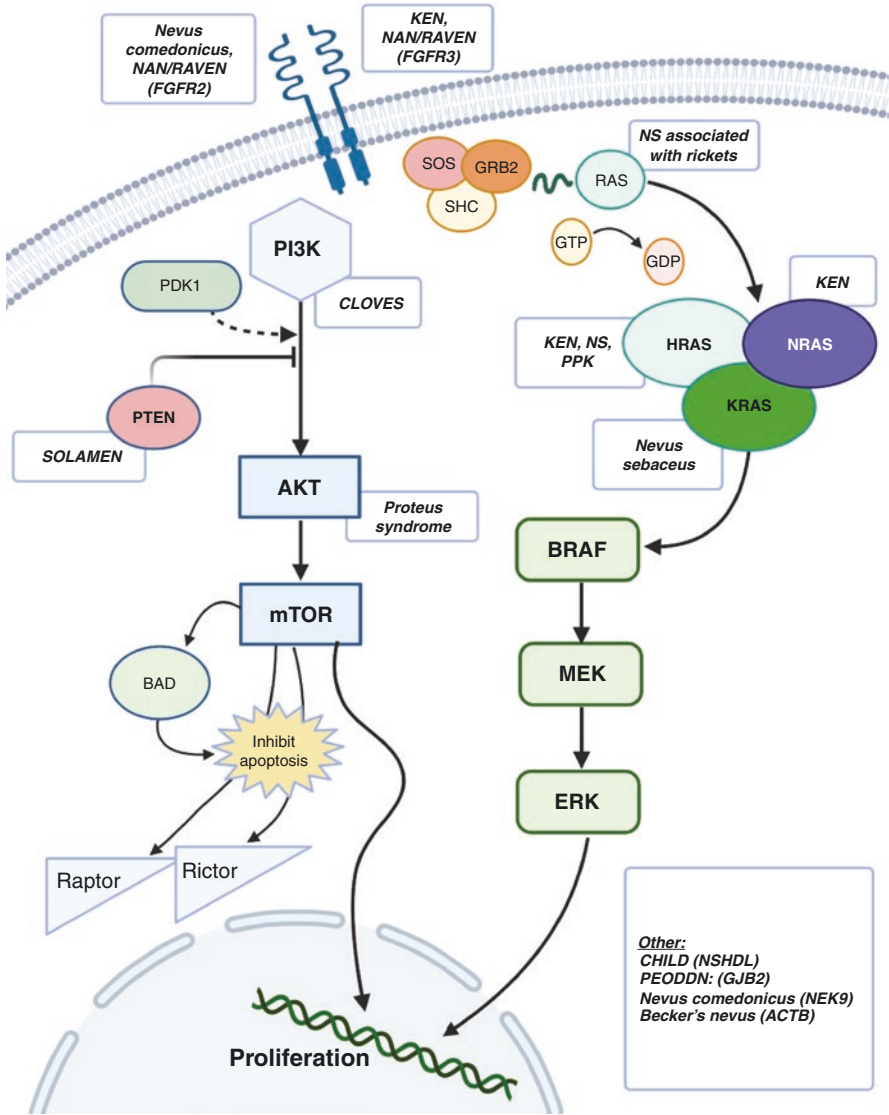 Nevus
comedonicus,
NAN/RAVEN
(FGFR2)
KEN,
NAN/RAVEN
(FGFR3)
NS associated
with rickets
SOS
GRB2
SHC
RAS
GTP
GDP
PI3K
CLOVES
PDK1
KEN
KEN, NS,
PPK
HRAS
NRAS
KRAS
PTEN
SOLAMEN
Nevus
sebaceus
AKT
Proteus
syndrome
BRAF
mTOR
BAD
MEK
Inhibit
apoptosis
ERK
Raptor
Rictor
Other:
CHILD (NSHDL)
PEODDN: (GJB2)
Nevus comedonicus (NEK9)
Becker's nevus (ACTB)
Proliferation